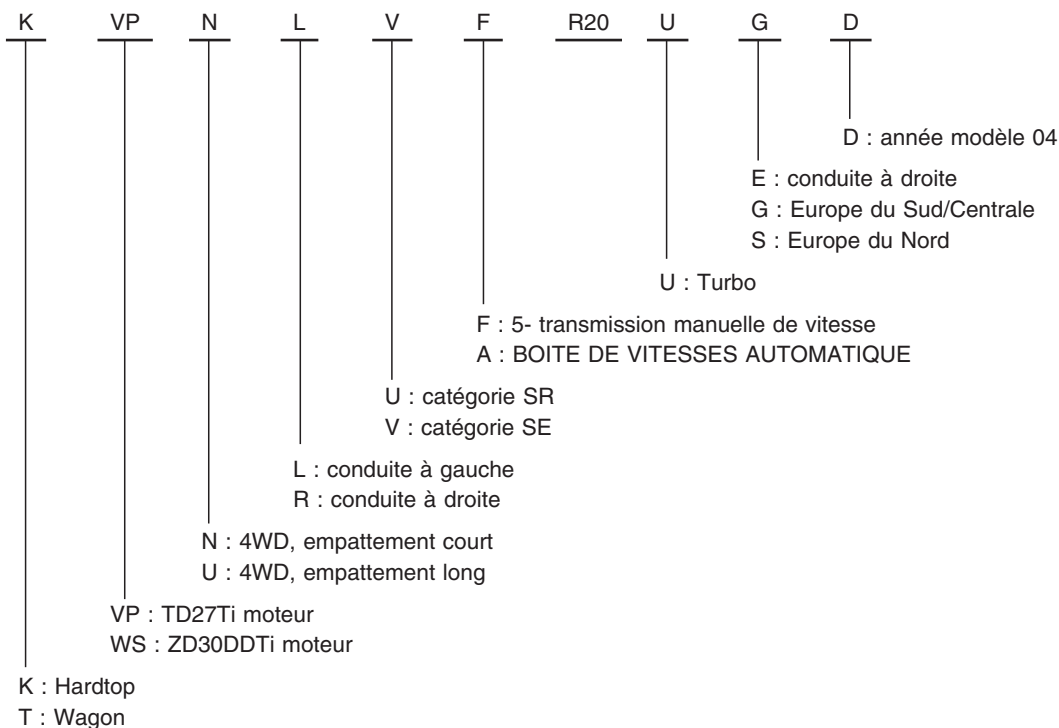 K VP N L V F R20 U G D
D : année modèle 04
E : conduite à droite
G : Europe du Sud/Centrale
S : Europe du Nord
U : Turbo
F : 5- transmission manuelle de vitesse
A : BOITE DE VITESSES AUTOMATIQUE
U : catégorie SR
V : catégorie SE
L : conduite à gauche
R : conduite à droite
N : 4WD, empattement court
U : 4WD, empattement long
VP : TD27Ti moteur
WS : ZD30DDTi moteur
K : Hardtop
T : Wagon